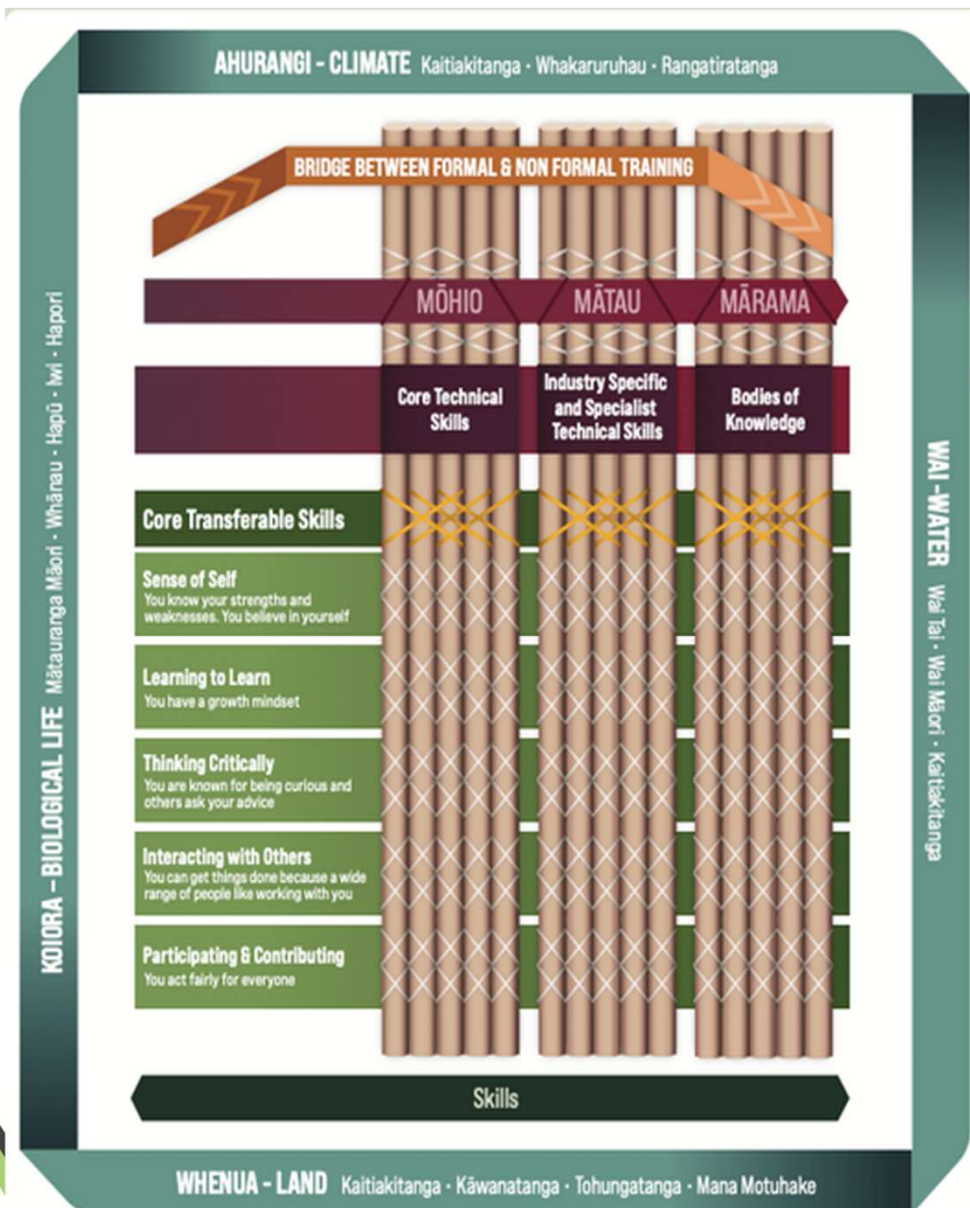 AHURANGI - CLIMATE Kaitiakitanga · Whakaruruhau · Rangatiratanga
BRIDGE BETWEEN FORMAL & NON FORMAL TRAINING
MŌHIO
MĀTAU
MĀRAMA
Core Technical
Skills
Industry Specific
and Specialist
Technical Skills
Bodies of
Knowledge
Core Transferable Skills
Sense of Self
You know your strengths and
weaknesses. You believe in yourself
Learning to Learn
You have a growth mindset
Thinking Critically
You are known for being curious and
others ask your advice
Interacting with Others
You can get things done because a wide
range of people like working with you
Participating & Contributing
You act fairly for everyone
Skills
KOIORA – BIOLOGICAL LIFE Mātauranga Māori · Whānau · Hapū · Iwi · Hapori
WAI -WATER Wai Tai · Wai Māori · Kaitiakitanga
WHENUA - LAND Kaitiakitanga · Kāwanatanga · Tohungatanga · Mana Motuhake